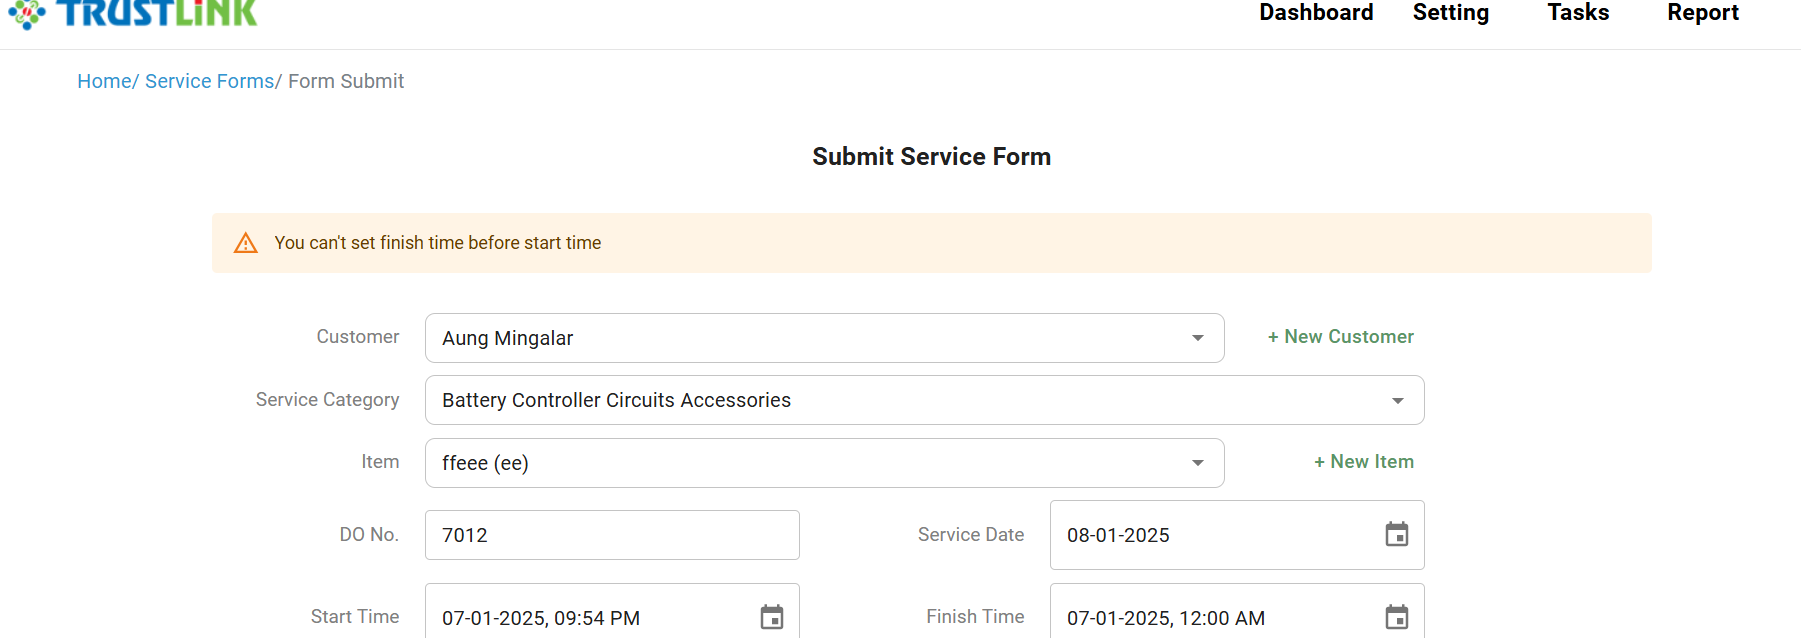 TRUSTLiNK
Dashboard Setting Tasks Report
Home/ Service Forms/ Form Submit
Submit Service Form
You can't set finish time before start time
Customer Aung Mingalar + New Customer
Service Category Battery Controller Circuits Accessories
Item ffeee (ee) + New Item
DO No. 7012 Service Date 08-01-2025
Start Time 07-01-2025, 09:54 PM Finish Time 07-01-2025, 12:00 AM